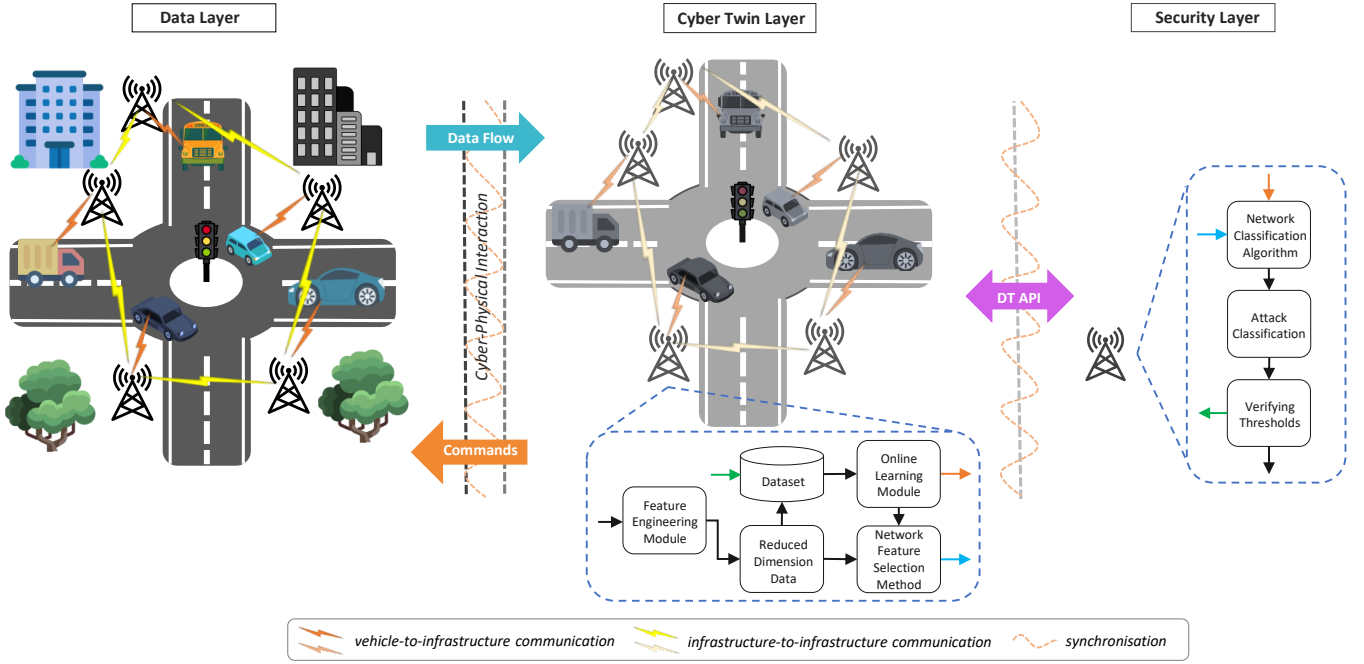 Data Layer
Cyber Twin Layer
Security Layer
Data Flow
Cyber-Physical Interaction
Commands
DT API
Network
Classification
Algorithm
Attack
Classification
Verifying
Thresholds
Dataset
Online
Learning
Module
Feature
Engineering
Module
Reduced
Dimension
Data
Network
Feature
Selection
Method
vehicle-to-infrastructure communication
infrastructure-to-infrastructure communication
synchronisation